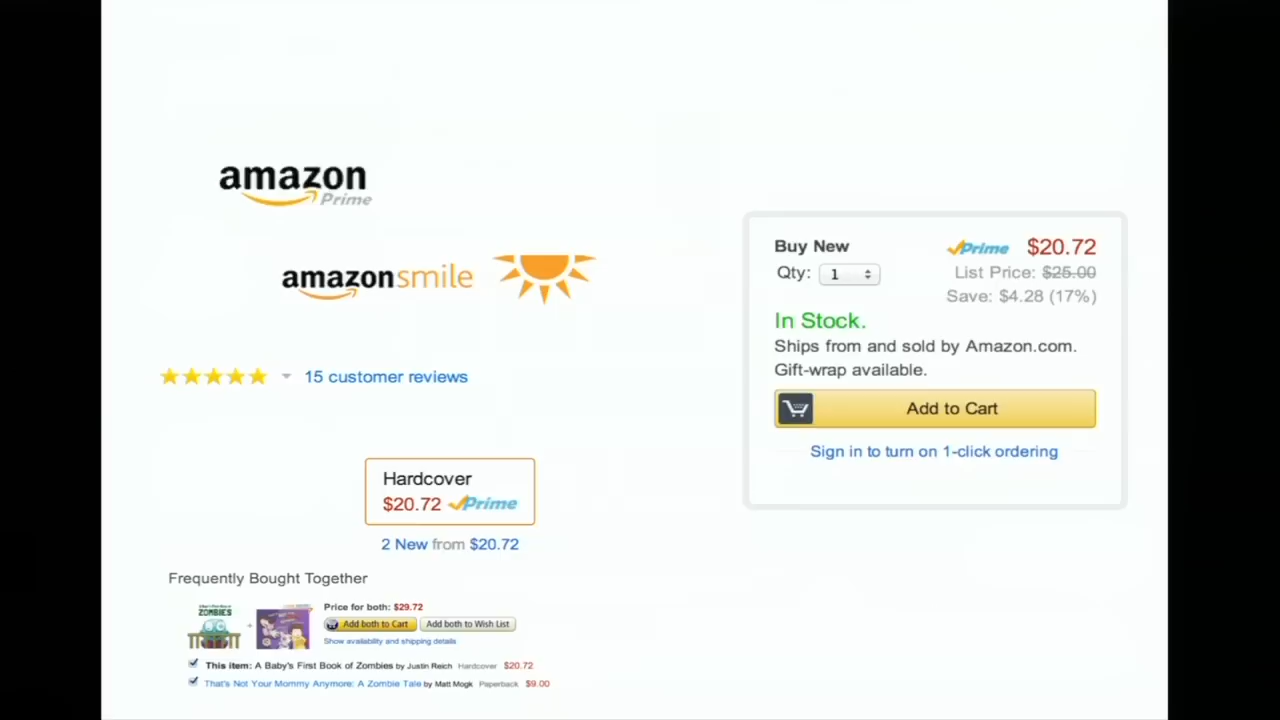 amazon
Prime
amazonsmile
15 customer reviews
Hardcover
$20.72 Prime
2 New from $20.72
Buy New
Prime $20.72
Qty: 1
List Price: $25.00
Save: $4.28 (17%)
In Stock.
Ships from and sold by Amazon.com.
Gift-wrap available.
Add to Cart
Sign in to turn on 1-click ordering
Frequently Bought Together
ZOMBIES
+
Price for both: $29.72
Add both to Cart
Add both to Wish List
Show availability and shipping details
This item: A Baby's First Book of Zombies by Justin Reich Hardcover $20.72
That's Not Your Mommy Anymore: A Zombie Tale by Matt Mogk Paperback $9.00